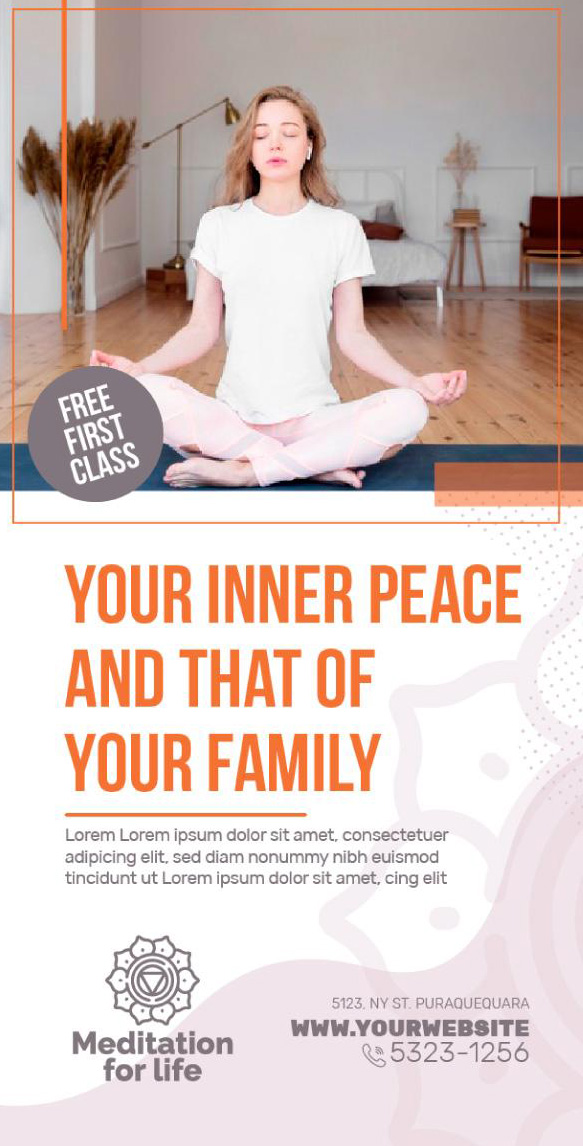 FREE
FIRST
CLASS
YOUR INNER PEACE
AND THAT OF
YOUR FAMILY
Lorem Lorem ipsum dolor sit amet, consectetuer
adipicing elit, sed diam nonummy nibh euismod
tincidunt ut Lorem ipsum dolor sit amet, cing elit
Meditation
for life
5123, NY ST. PURAQUEQUARA
WWW.YOURWEBSITE
5323-1256